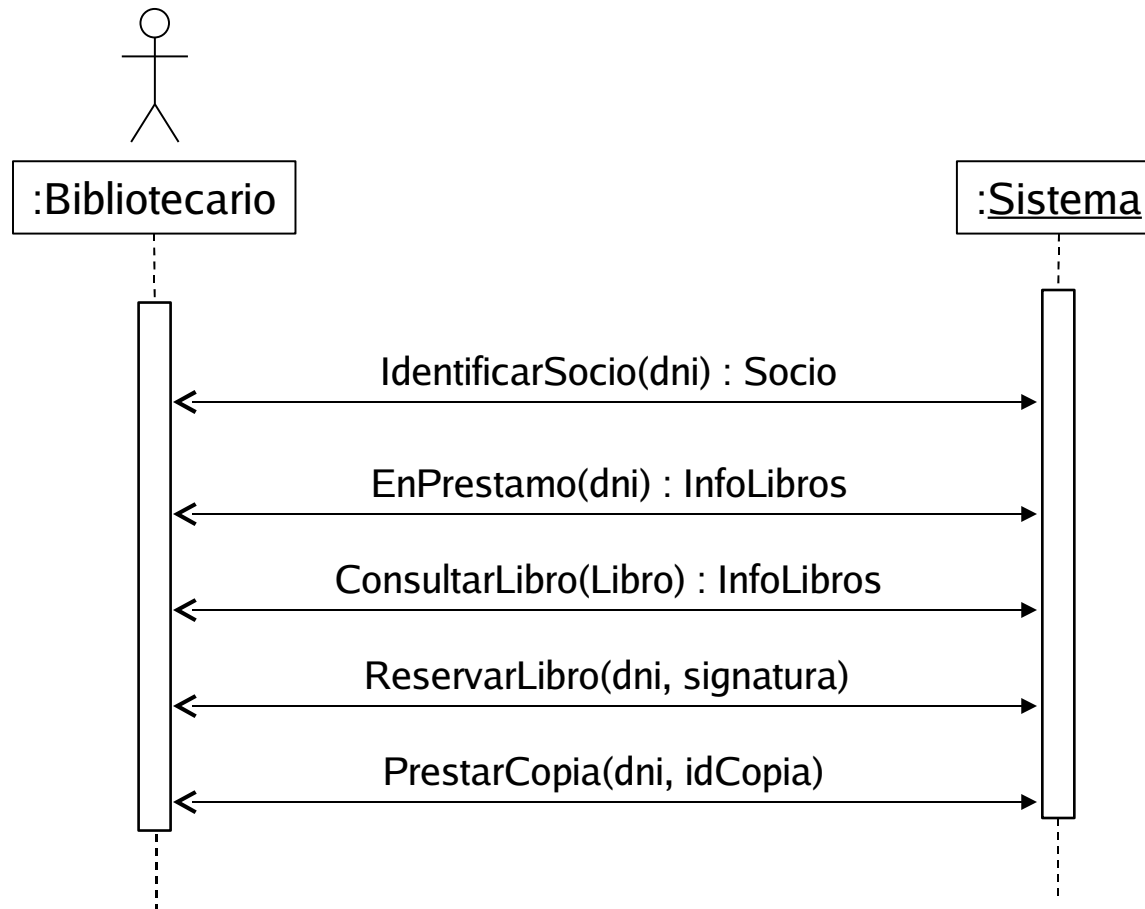 :Bibliotecario
:Sistema
IdentificarSocio(dni) : Socio
EnPrestamo(dni) : InfoLibros
ConsultarLibro(Libro) : InfoLibros
ReservarLibro(dni, signatura)
PrestarCopia(dni, idCopia)